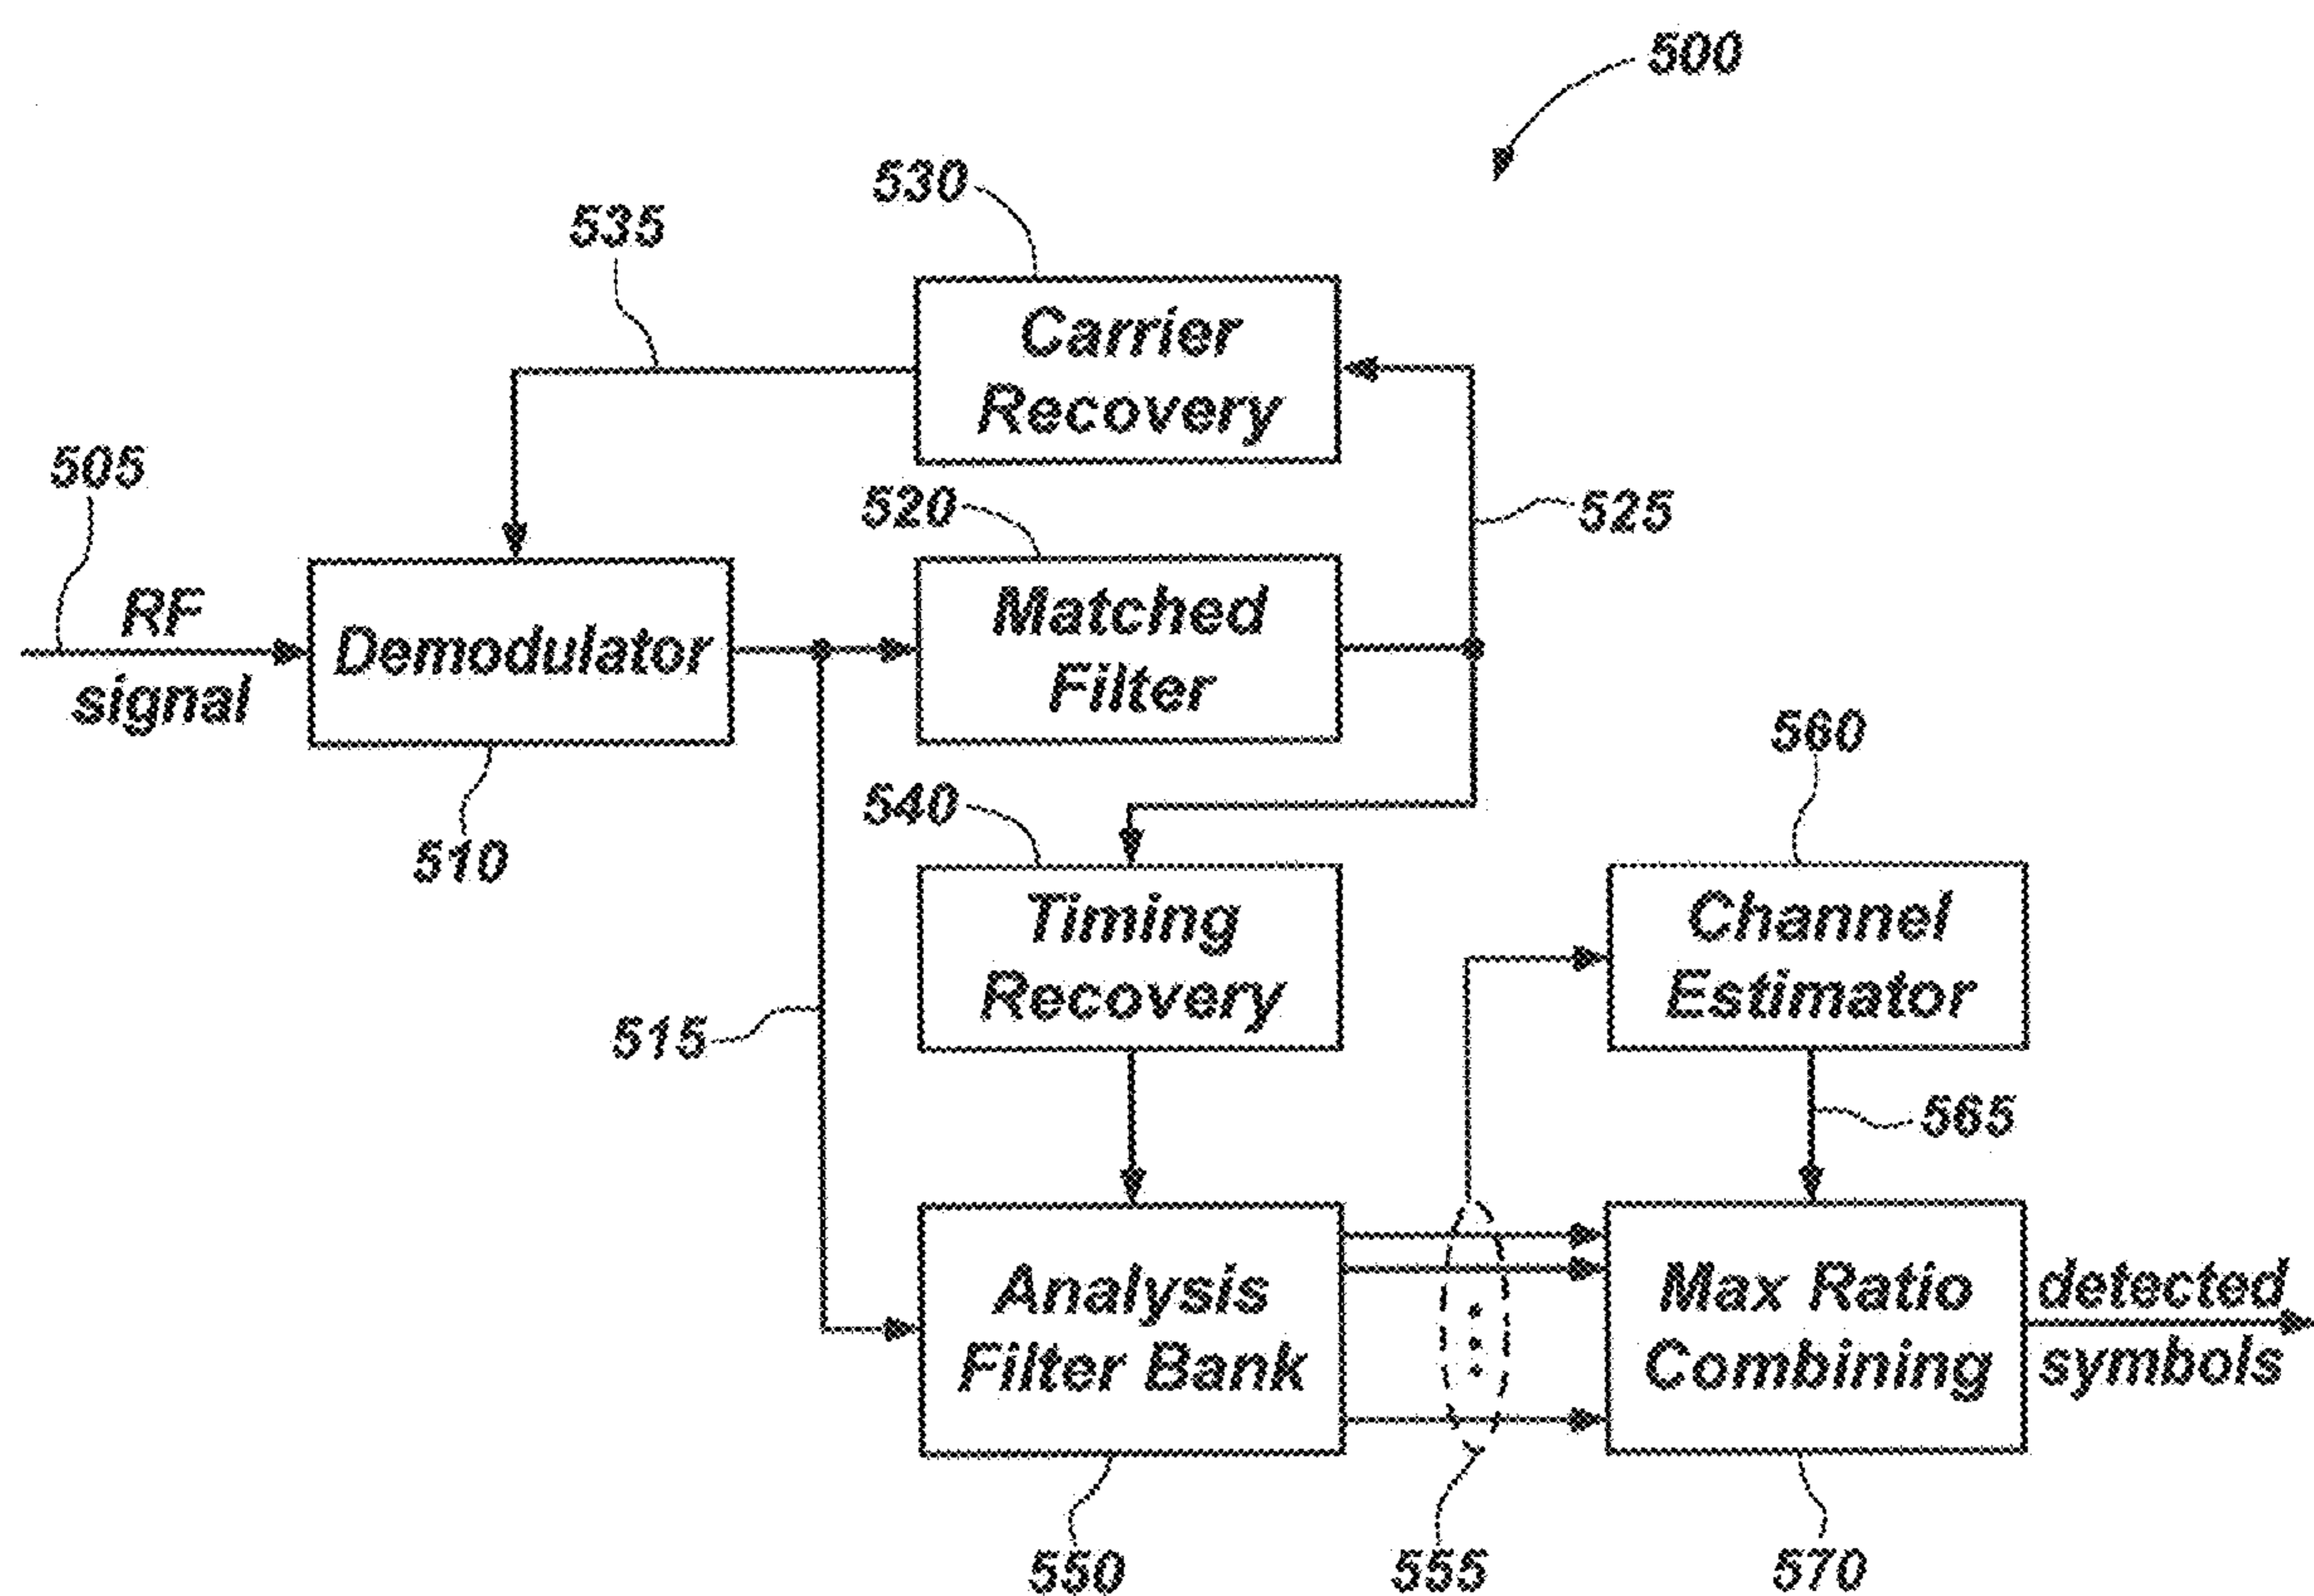 500
530
535
Carrier
Recovery
505
520
525
RF
signal
Demodulator
Matched
Filter
510
540
560
Timing
Recovery
Channel
Estimator
515
565
Analysis
Filter Bank
Max Ratio
Combining
detected
symbols
550
555
570